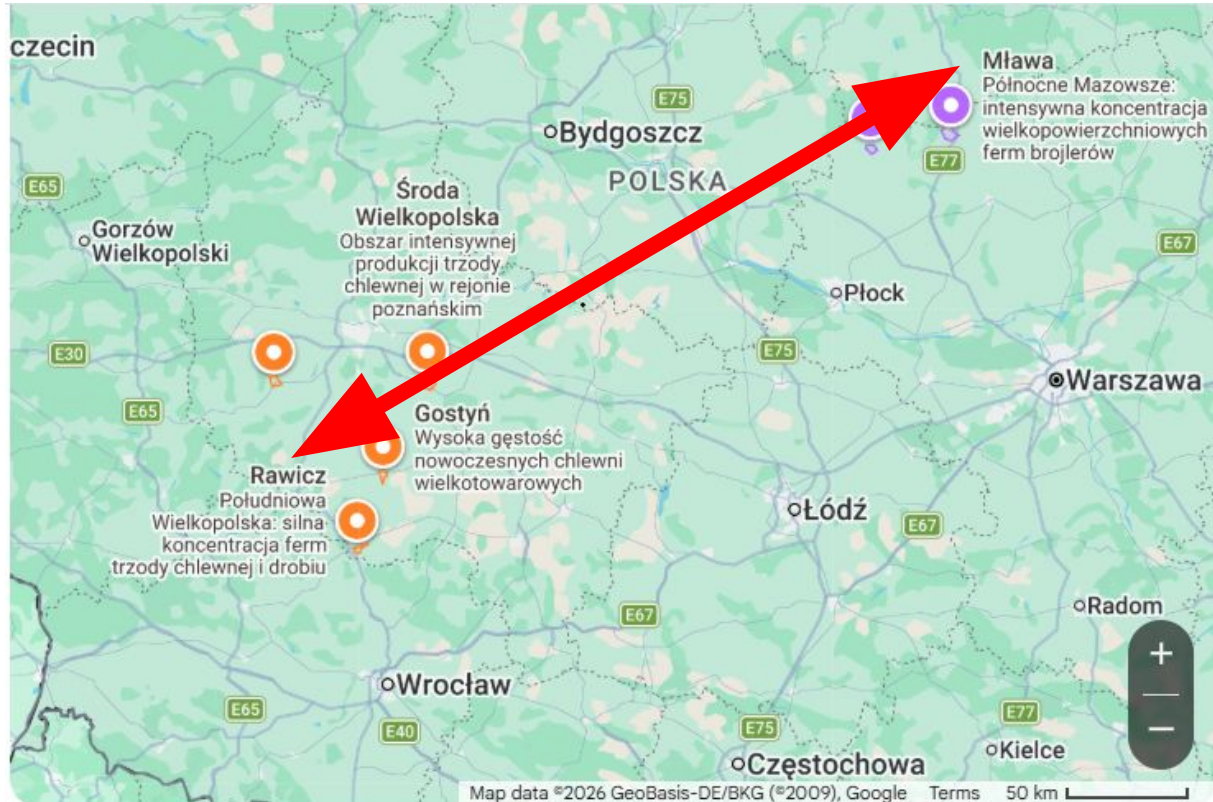 czecin
Mława
Północne Mazowsze:
intensywna koncentracja
wielkopowierzchniowych
ferm brojlerów
E75
Bydgoszcz
POLSKA
E77
E65
Środa
Wielkopolska
Obszar intensywnej
produkcji trzody
chlewnej w rejonie
poznańskim
Gorzów
Wielkopolski
E67
Płock
E30
E75
Warszawa
E65
Gostyń
Wysoka gęstość
nowoczesnych chlewni
wielkotowarowych
Rawicz
Południowa
Wielkopolska: silna
koncentracja ferm
trzody chlewnej i drobiu
Łódź
E67
E67
Radom
+
Wrocław
E65
E40
E75
E77
−
Kielce
Częstochowa
Map data ©2026 GeoBasis-DE/BKG (©2009), Google Terms 50 km